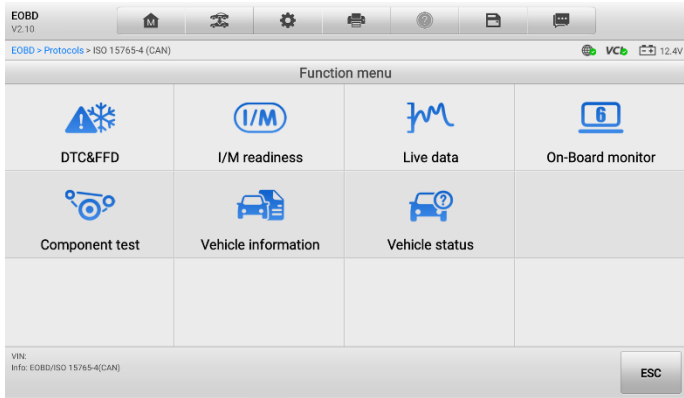 EOBD
V2.10
M
?
EOBD > Protocols > ISO 15765-4 (CAN)
VCI
12.4V
Function menu
I/M
6
DTC&FFD
I/M readiness
Live data
On-Board monitor
?
Component test
Vehicle information
Vehicle status
VIN:
Info: EOBD/ISO 15765-4(CAN)
ESC